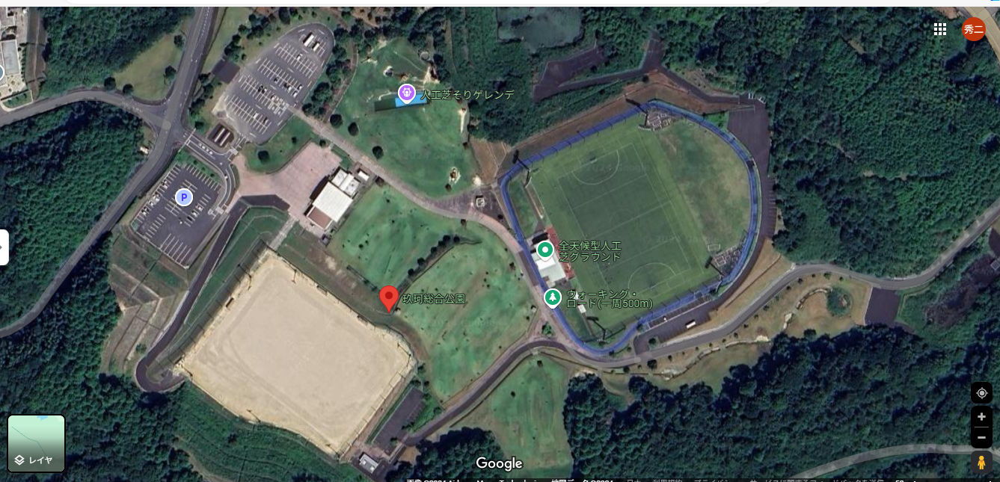 秀二
人工芝そりゲレンデ
P
全天候型人工
芝グラウンド
ウォーキング・
ロード(一周500m)
玖珂総合公園
レイヤ
Google